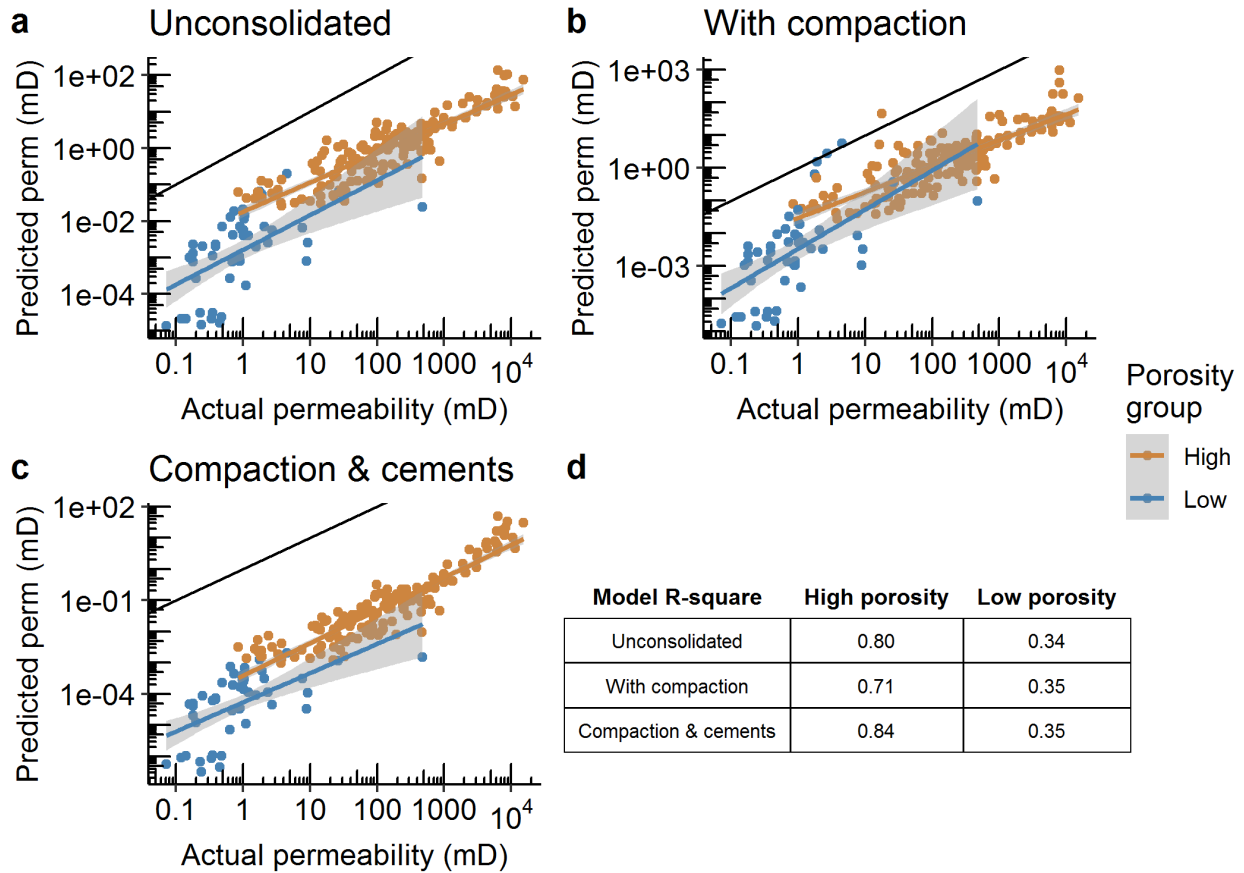 a Unconsolidated
1e+02
1e+00
1e-02
1e-04
Predicted perm (mD)
0.1 1 10 100 1000 10^4
Actual permeability (mD)
b With compaction
1e+03
1e+00
1e-03
Predicted perm (mD)
0.1 1 10 100 1000 10^4
Actual permeability (mD)
Porosity
group
High
Low
c Compaction & cements
1e+02
1e-01
1e-04
Predicted perm (mD)
0.1 1 10 100 1000 10^4
Actual permeability (mD)
d
Model R-square High porosity Low porosity
Unconsolidated 0.80 0.34
With compaction 0.71 0.35
Compaction & cements 0.84 0.35